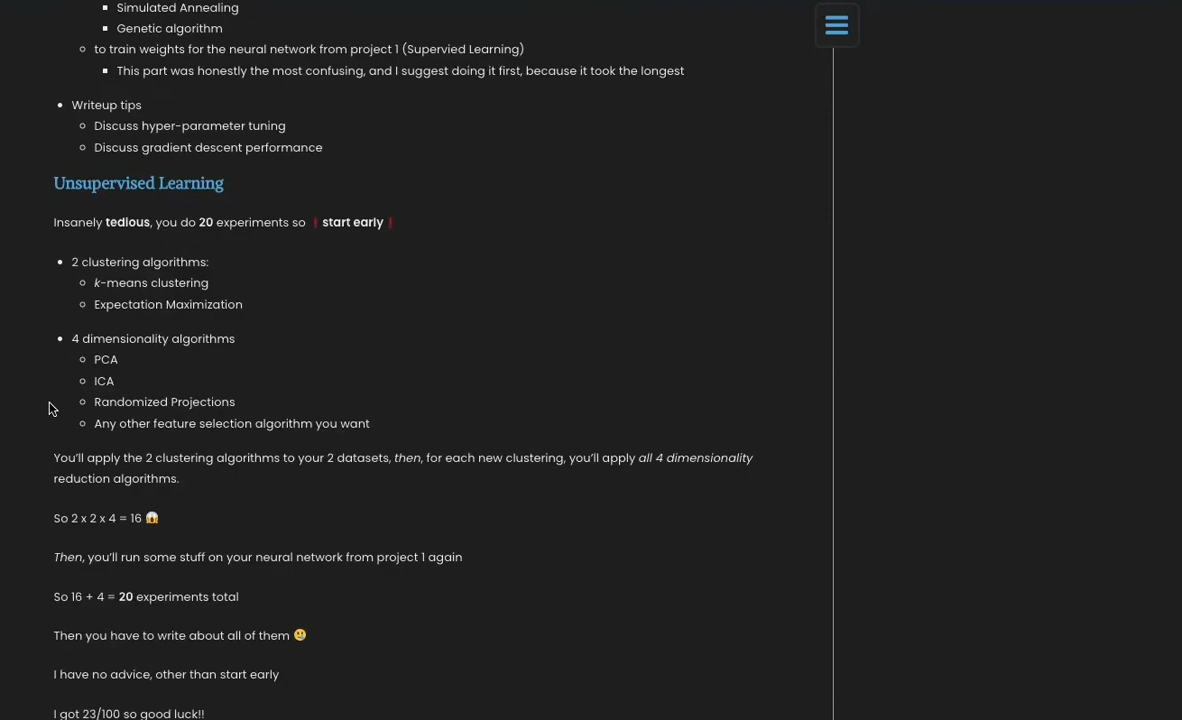 Simulated Annealing
Genetic algorithm
to train weights for the neural network from project 1 (Supervied Learning)
This part was honestly the most confusing, and I suggest doing it first, because it took the longest
Writeup tips
Discuss hyper-parameter tuning
Discuss gradient descent performance
Unsupervised Learning
Insanely tedious, you do 20 experiments so ❗start early❗
2 clustering algorithms:
k-means clustering
Expectation Maximization
4 dimensionality algorithms
PCA
ICA
Randomized Projections
Any other feature selection algorithm you want
You'll apply the 2 clustering algorithms to your 2 datasets, then, for each new clustering, you'll apply all 4 dimensionality
reduction algorithms.
So 2 x 2 x 4 = 16 😱
Then, you'll run some stuff on your neural network from project 1 again
So 16 + 4 = 20 experiments total
Then you have to write about all of them 🥲
I have no advice, other than start early
I got 23/100 so good luck!!